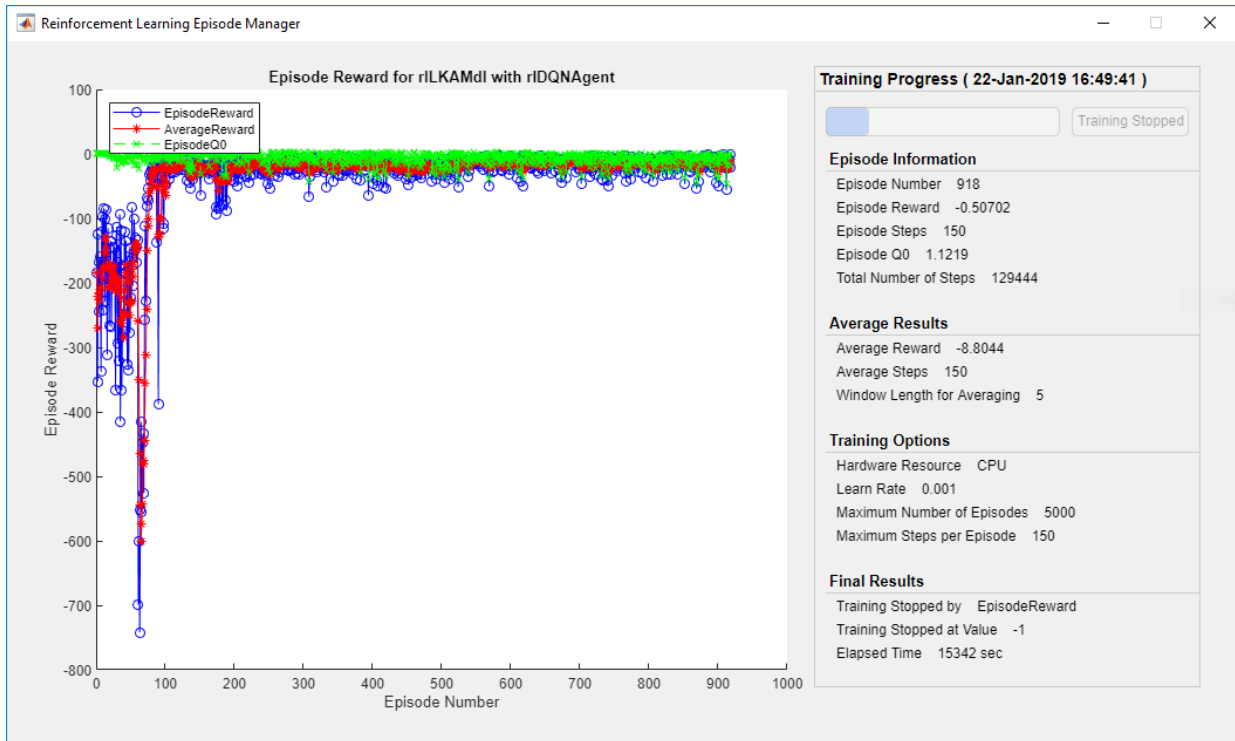 Reinforcement Learning Episode Manager
Episode Reward for rlLKAMdl with rlDQNAgent
EpisodeReward
AverageReward
EpisodeQ0
100
0
-100
-200
-300
-400
-500
-600
-700
-800
Episode Reward
0 100 200 300 400 500 600 700 800 900 1000
Episode Number
Training Progress ( 22-Jan-2019 16:49:41 )
Training Stopped
Episode Information
Episode Number 918
Episode Reward -0.50702
Episode Steps 150
Episode Q0 1.1219
Total Number of Steps 129444
Average Results
Average Reward -8.8044
Average Steps 150
Window Length for Averaging 5
Training Options
Hardware Resource CPU
Learn Rate 0.001
Maximum Number of Episodes 5000
Maximum Steps per Episode 150
Final Results
Training Stopped by EpisodeReward
Training Stopped at Value -1
Elapsed Time 15342 sec